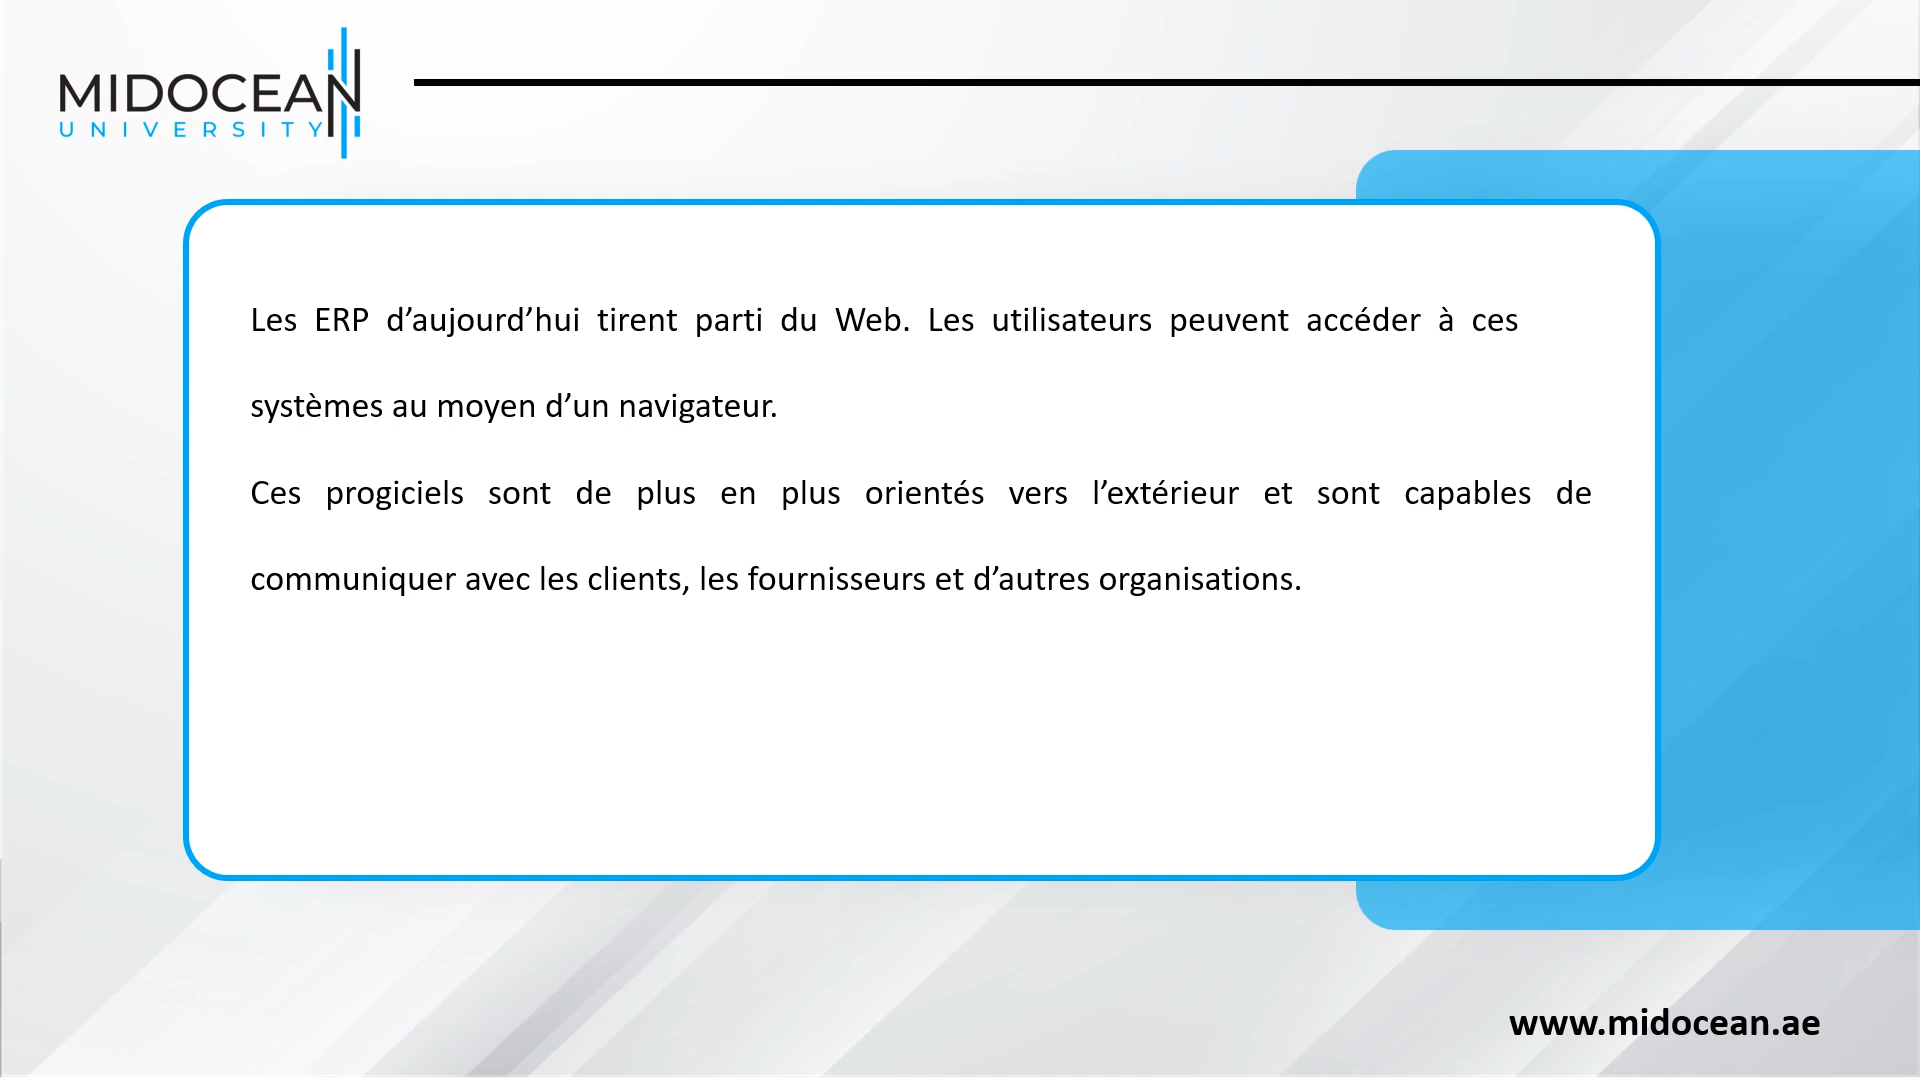 MIDOCEAN
UNIVERSITY
Les ERP d’aujourd’hui tirent parti du Web. Les utilisateurs peuvent accéder à ces
systèmes au moyen d’un navigateur.
Ces progiciels sont de plus en plus orientés vers l’extérieur et sont capables de
communiquer avec les clients, les fournisseurs et d’autres organisations.
www.midocean.ae